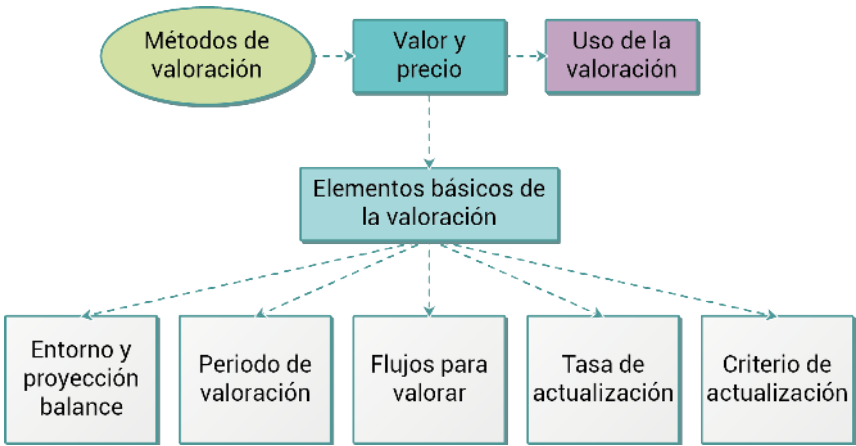 Métodos de
valoración
Valor y
precio
Uso de la
valoración
Elementos básicos de
la valoración
Entorno y
proyección
balance
Periodo de
valoración
Flujos para
valorar
Tasa de
actualización
Criterio de
actualización